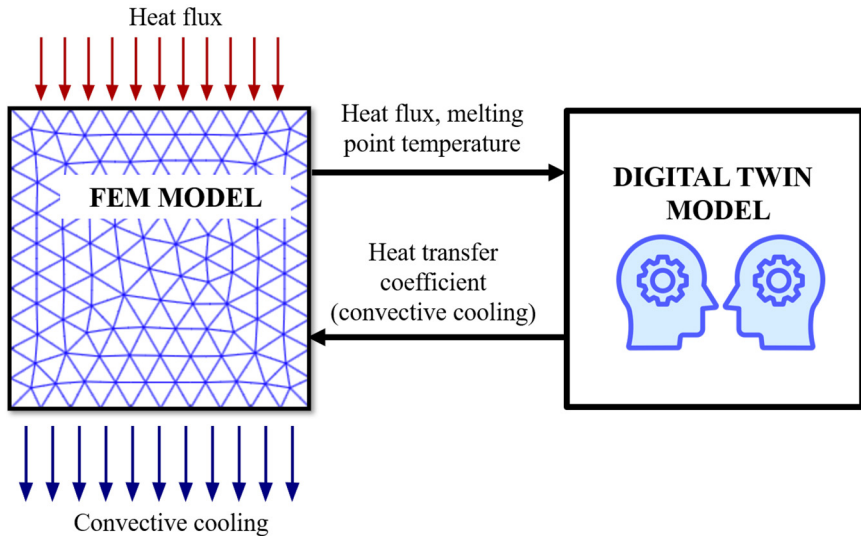 Heat flux
FEM MODEL
Heat flux, melting
point temperature
Heat transfer
coefficient
(convective cooling)
DIGITAL TWIN
MODEL
Convective cooling